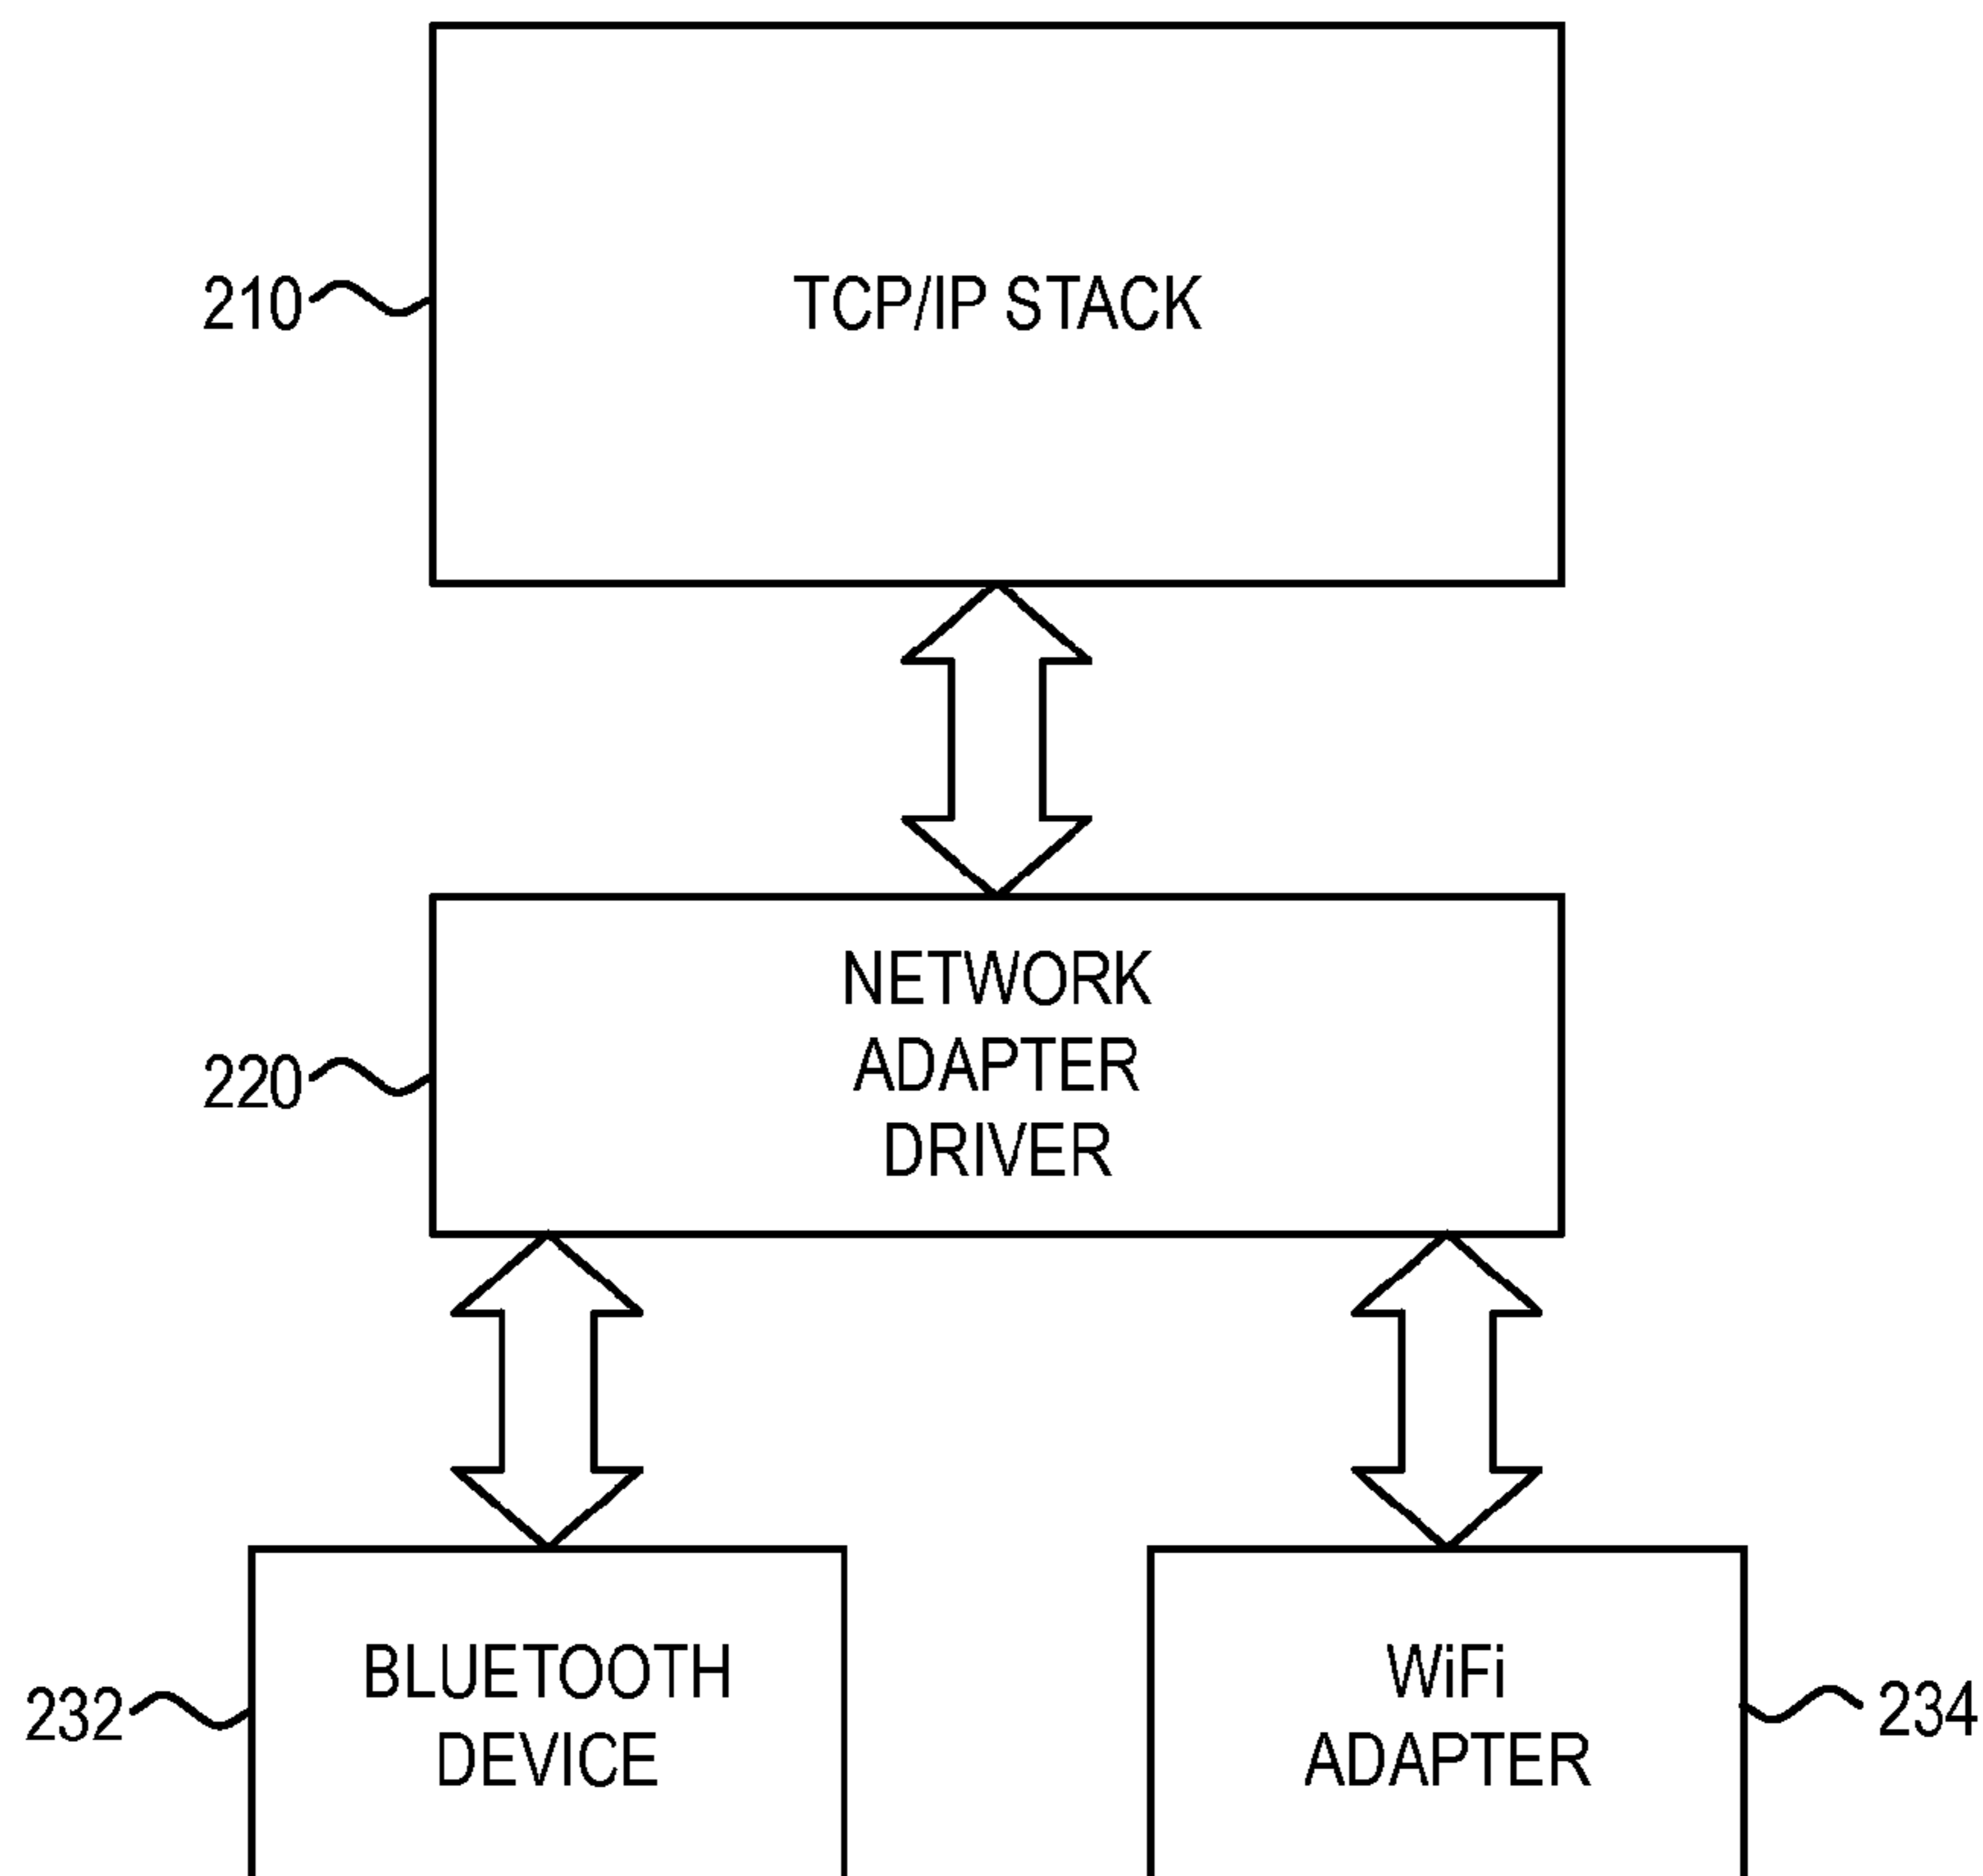 210
TCP/IP STACK
220
NETWORK
ADAPTER
DRIVER
232
BLUETOOTH
DEVICE
WiFi
ADAPTER
234